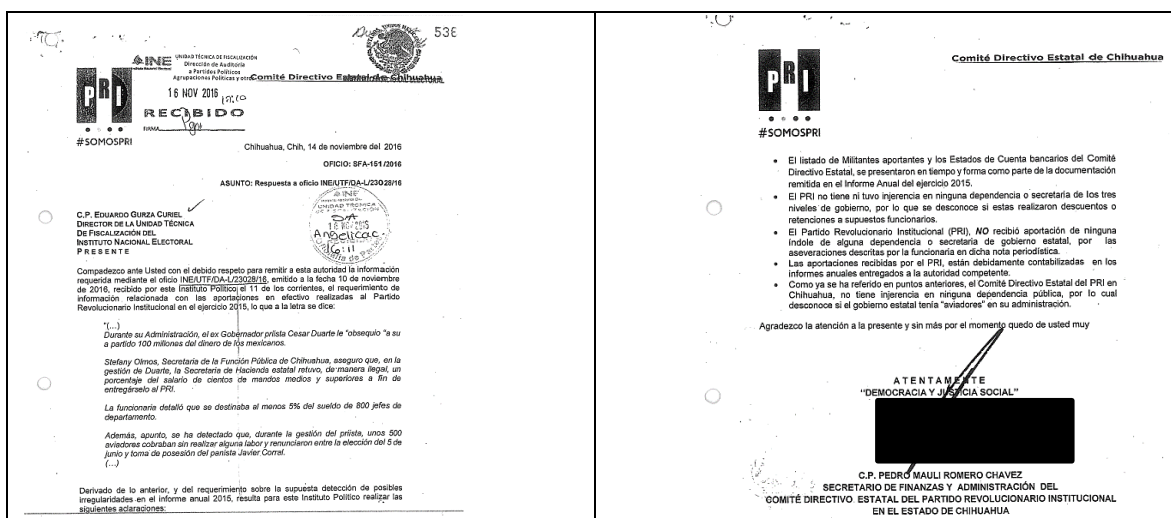 536
INE
UNIDAD TÉCNICA DE FISCALIZACIÓN
Dirección de Auditoría
a Partidos Políticos
Agrupaciones Políticas y otros
Comité Directivo Estatal de Chihuahua
PRI
16 NOV 2016
RECIBIDO
FIRMA
#SOMOSPRI
Chihuahua, Chih, 14 de noviembre del 2016
OFICIO: SFA-151/2016
ASUNTO: Respuesta a oficio INE/UTF/DA-L/23028/16
INE
UNIDAD TÉCNICA
DA
Angelica C.
16:11
C.P. EDUARDO GURZA CURIEL
DIRECTOR DE LA UNIDAD TÉCNICA
DE FISCALIZACIÓN DEL
INSTITUTO NACIONAL ELECTORAL
P R E S E N T E
Compadezco ante Usted con el debido respeto para remitir a esta autoridad la información
requerida mediante el oficio INE/UTF/DA-L/23028/16, emitido a la fecha 10 de noviembre
de 2016, recibido por este Instituto Político el 11 de los corrientes, el requerimiento de
información relacionada con las aportaciones en efectivo realizadas al Partido
Revolucionario Institucional en el ejercicio 2015, lo que a la letra se dice:
"(...)
Durante su Administración, el ex Gobernador priista Cesar Duarte le "obsequio "a su
a partido 100 millones del dinero de los mexicanos.
Stefany Olmos, Secretaria de la Función Pública de Chihuahua, aseguro que, en la
gestión de Duarte, la Secretaria de Hacienda estatal retuvo, de manera ilegal, un
porcentaje del salario de cientos de mandos medios y superiores a fin de
entregárselo al PRI.
La funcionaria detalló que se destinaba al menos 5% del sueldo de 800 jefes de
departamento.
Además, apunto, se ha detectado que, durante la gestión del priista, unos 500
aviadores cobraban sin realizar alguna labor y renunciaron entre la elección del 5 de
junio y toma de posesión del panista Javier Corral.
(...)
Derivado de lo anterior, y del requerimiento sobre la supuesta detección de posibles
irregularidades en el informe anual 2015, resulta para este Instituto Político realizar las
siguientes aclaraciones:
Comité Directivo Estatal de Chihuahua
PRI
#SOMOSPRI
• El listado de Militantes aportantes y los Estados de Cuenta bancarios del Comité
Directivo Estatal, se presentaron en tiempo y forma como parte de la documentación
remitida en el Informe Anual del ejercicio 2015.
• El PRI no tiene ni tuvo injerencia en ninguna dependencia o secretaria de los tres
niveles de gobierno, por lo que se desconoce si estas realizaron descuentos o
retenciones a supuestos funcionarios.
• El Partido Revolucionario Institucional (PRI), NO recibió aportación de ninguna
índole de alguna dependencia o secretaria de gobierno estatal, por las
aseveraciones descritas por la funcionaria en dicha nota periodística.
• Las aportaciones recibidas por el PRI, están debidamente contabilizadas en los
informes anuales entregados a la autoridad competente.
• Como ya se ha referido en puntos anteriores, el Comité Directivo Estatal del PRI en
Chihuahua, no tiene injerencia en ninguna dependencia pública, por lo cual
desconoce si el gobierno estatal tenía "aviadores" en su administración.
Agradezco la atención a la presente y sin más por el momento quedo de usted muy
A T E N T A M E N T E
"DEMOCRACIA Y JUSTICIA SOCIAL"
C.P. PEDRO MAULI ROMERO CHAVEZ
SECRETARIO DE FINANZAS Y ADMINISTRACIÓN DEL
COMITÉ DIRECTIVO ESTATAL DEL PARTIDO REVOLUCIONARIO INSTITUCIONAL
EN EL ESTADO DE CHIHUAHUA